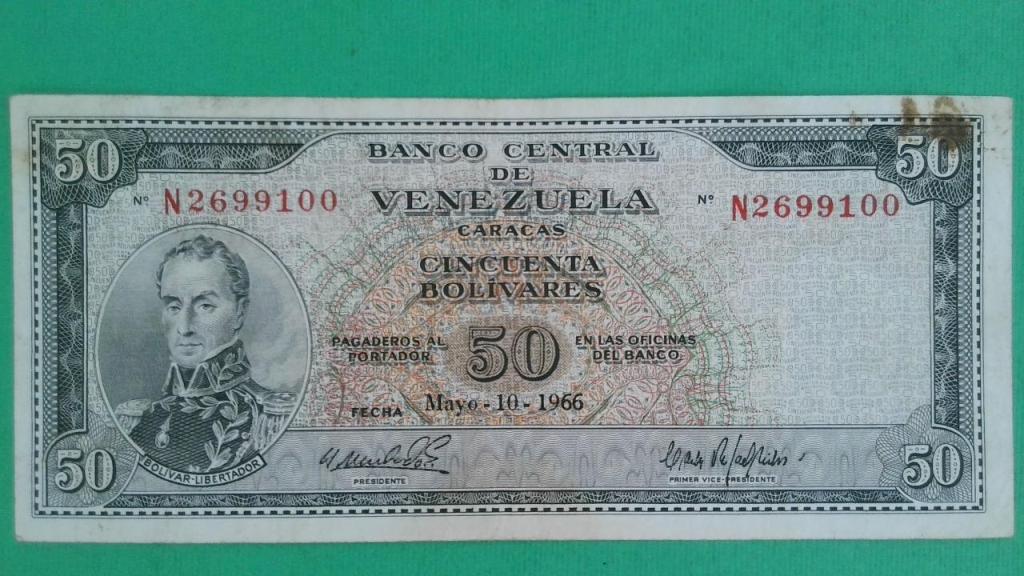 50 BANCO CENTRAL 50
DE
Nº N2699100 VENEZUELA Nº N2699100
CARACAS
CINCUENTA
BOLÍVARES
PAGADEROS AL PORTADOR 50 EN LAS OFICINAS DEL BANCO
FECHA Mayo - 10 - 1966
BOLIVAR-LIBERTADOR
PRESIDENTE PRIMER VICE-PRESIDENTE
50 50